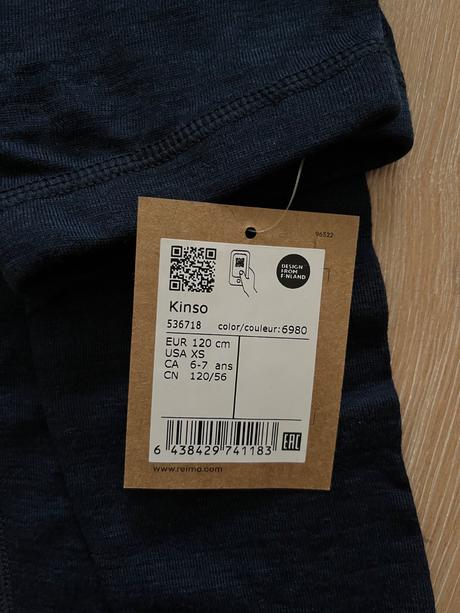 96522
DESIGN
FROM
FINLAND
Kinso
536718 color/couleur: 6980
EUR 120 cm
USA XS
CA 6-7 ans
CN 120/56
6 438429 741183
EAC
www.reima.com